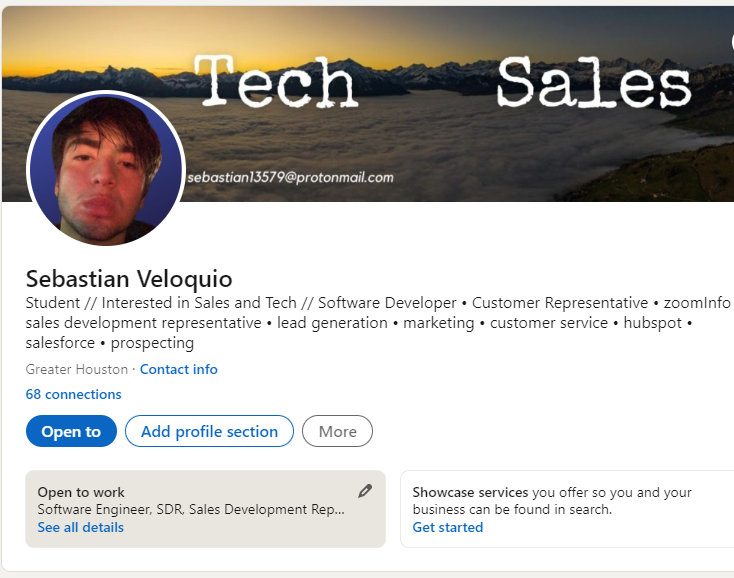 Tech Sales
sebastian13579@protonmail.com
Sebastian Veloquio
Student // Interested in Sales and Tech // Software Developer • Customer Representative • zoomInfo
sales development representative • lead generation • marketing • customer service • hubspot •
salesforce • prospecting
Greater Houston · Contact info
68 connections
Open to
Add profile section
More
Open to work
Software Engineer, SDR, Sales Development Rep...
See all details
Showcase services you offer so you and your
business can be found in search.
Get started